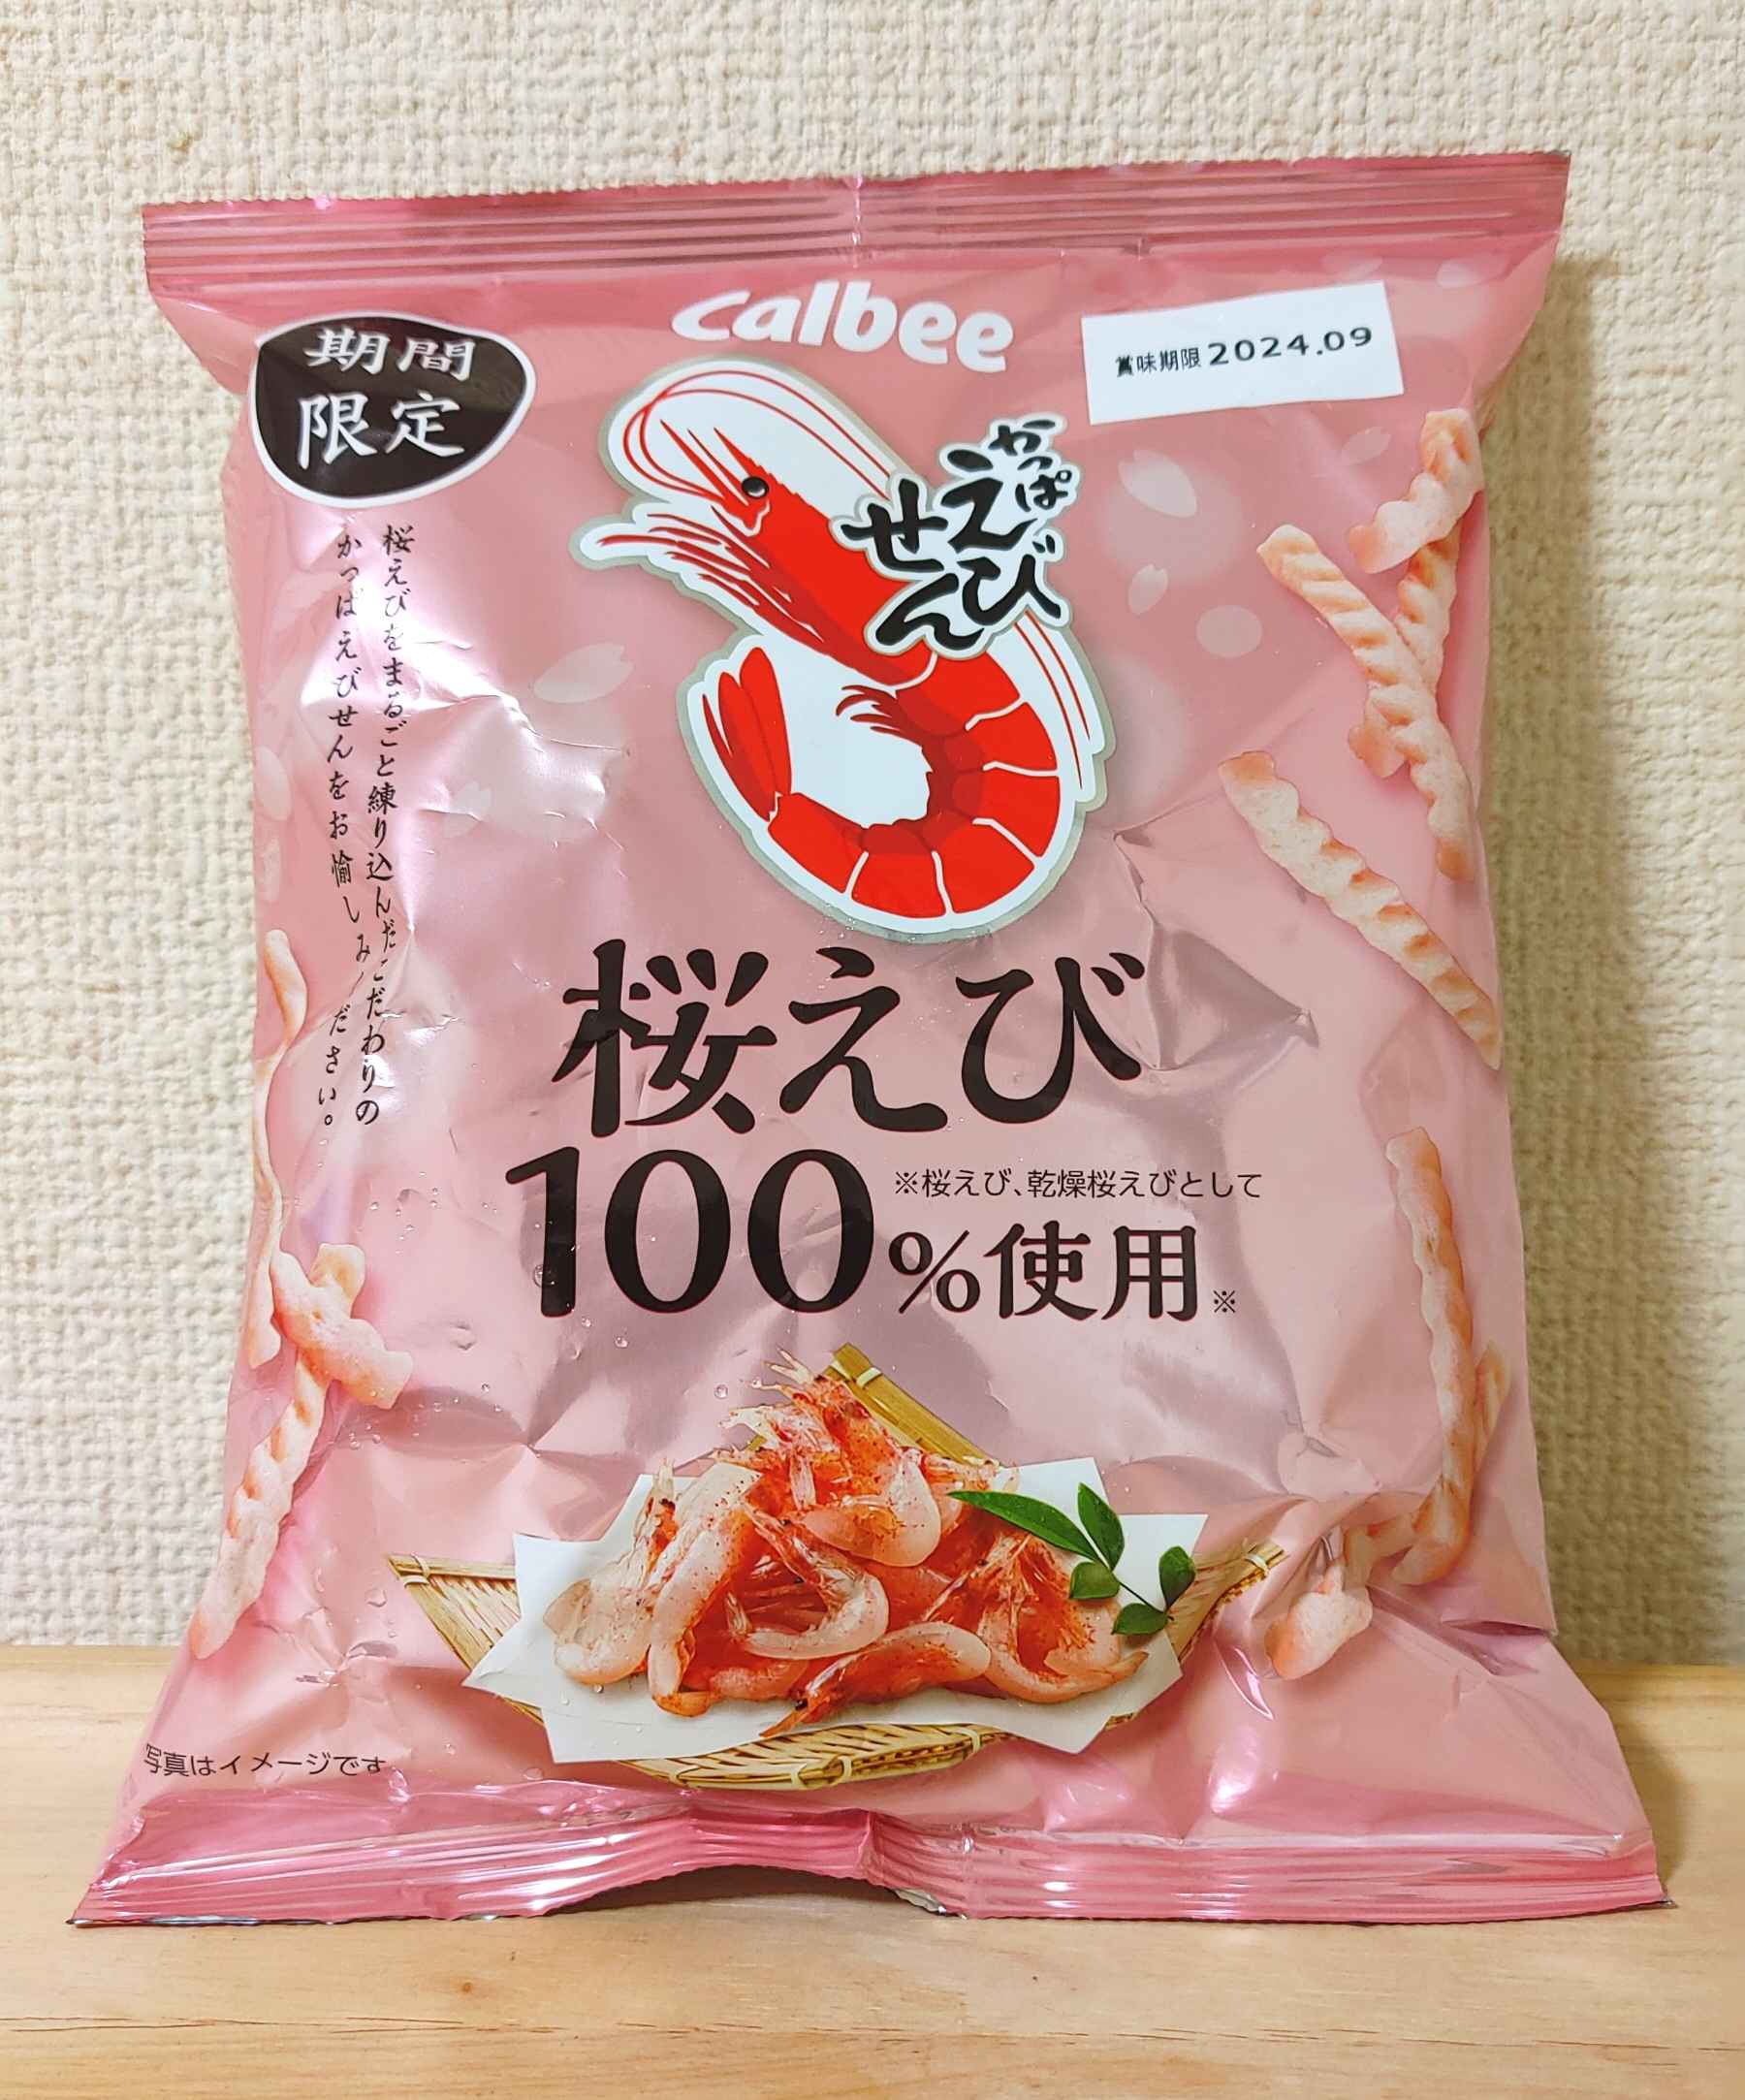 calbee
賞味期限 2024.09
期間
限定
かっぱ
えび
せん
桜えびをまるごと練り込んだこだわりの
かっぱえびせんをお愉しみください。
桜えび
※桜えび、乾燥桜えびとして
100%使用※
写真はイメージです